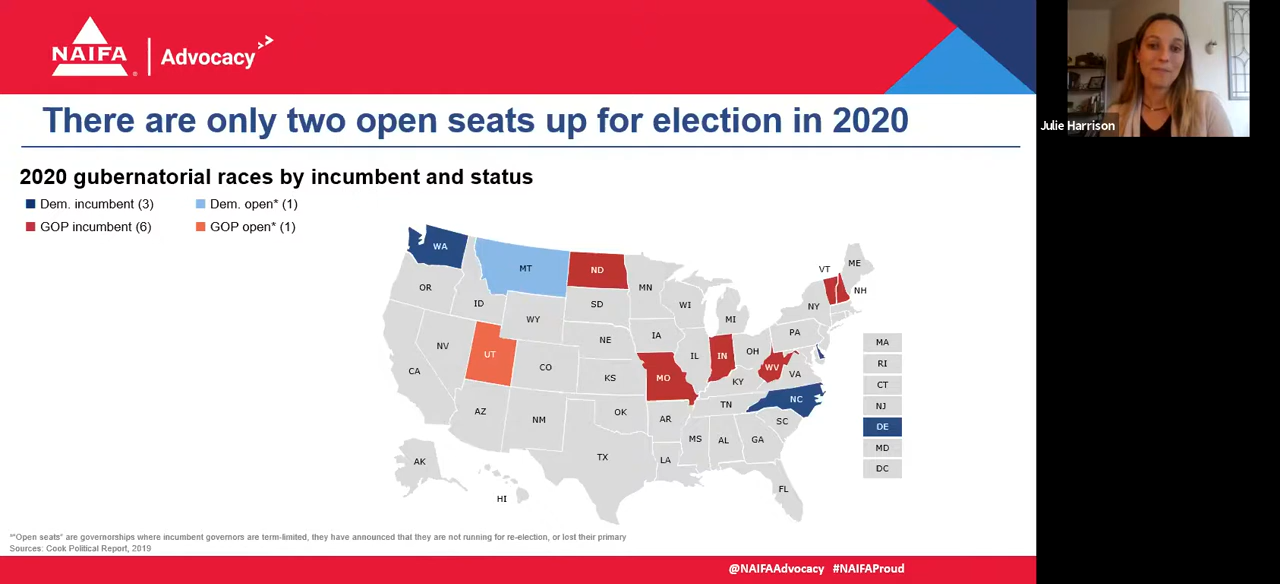 NAIFA | Advocacy
There are only two open seats up for election in 2020
2020 gubernatorial races by incumbent and status
Dem. incumbent (3)
Dem. open* (1)
GOP incumbent (6)
GOP open* (1)
WA
MT
ND
MN
VT
ME
NH
OR
ID
SD
WI
NY
WY
MI
PA
NV
UT
NE
IA
IL
IN
OH
CA
CO
KS
MO
KY
WV
VA
AZ
NM
OK
AR
TN
NC
SC
MS
AL
GA
TX
LA
AK
HI
FL
MA
RI
CT
NJ
DE
MD
DC
*"Open seats" are governorships where incumbent governors are term-limited, they have announced that they are not running for re-election, or lost their primary
Sources: Cook Political Report, 2019
@NAIFAAdvocacy #NAIFAProud
Julie Harrison